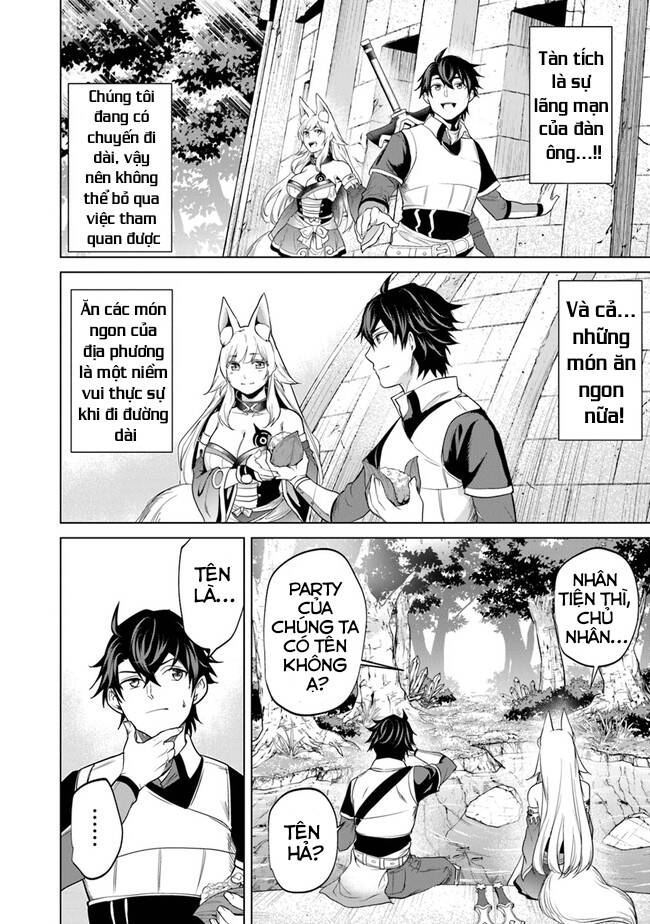 Tàn tích
là sự
lãng mạn
của đàn
ông...!!
Chúng tôi
đang có
chuyến đi
dài, vậy
nên không
thể bỏ qua
việc tham
quan được
Và cả...
những
món ăn
ngon
nữa!
Ăn các món
ngon của
địa phương
là một niềm
vui thực sự
khi đi đường
dài
NHÂN
TIỆN THÌ,
CHỦ
NHÂN...
PARTY
CỦA
CHÚNG TA
CÓ TÊN
KHÔNG
Ạ?
TÊN
HẢ?
TÊN
LÀ...
......